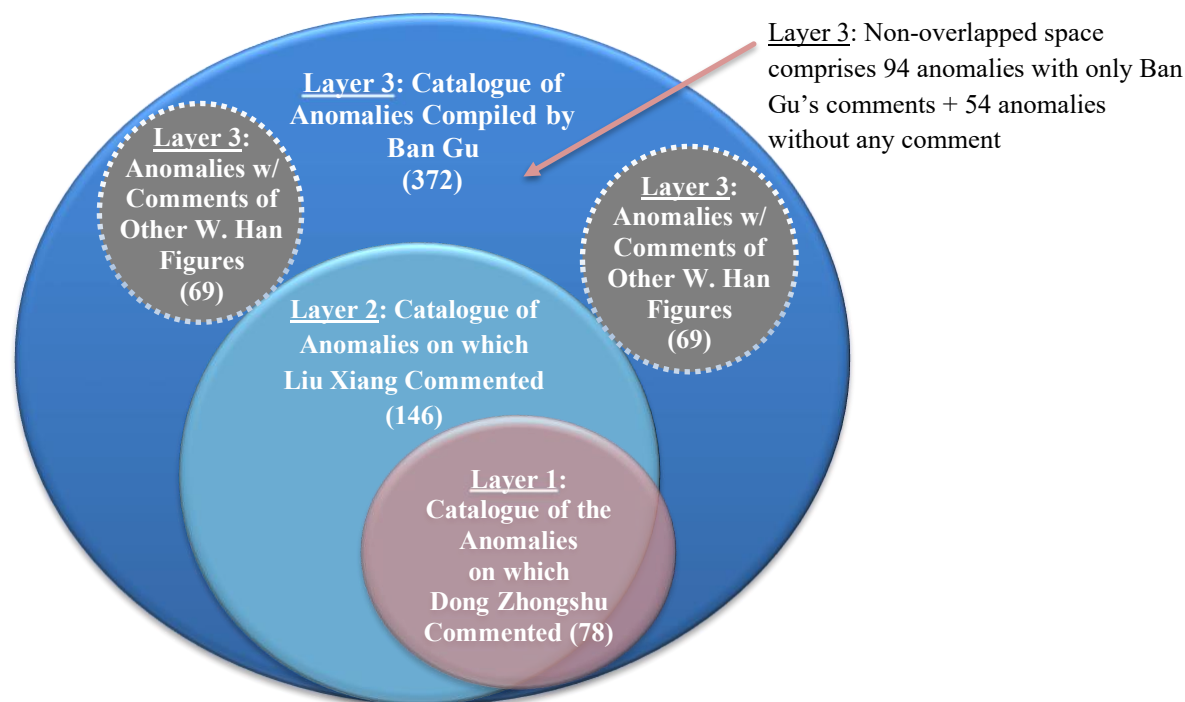 Layer 3: Catalogue of
Anomalies Compiled by
Ban Gu
(372)
Layer 3: Non-overlapped space
comprises 94 anomalies with only Ban
Gu’s comments + 54 anomalies
without any comment
Layer 3:
Anomalies w/
Comments of
Other W. Han
Figures
(69)
Layer 3:
Anomalies w/
Comments of
Other W. Han
Figures
(69)
Layer 2: Catalogue of
Anomalies on which
Liu Xiang Commented
(146)
Layer 1:
Catalogue of the
Anomalies
on which
Dong Zhongshu
Commented (78)